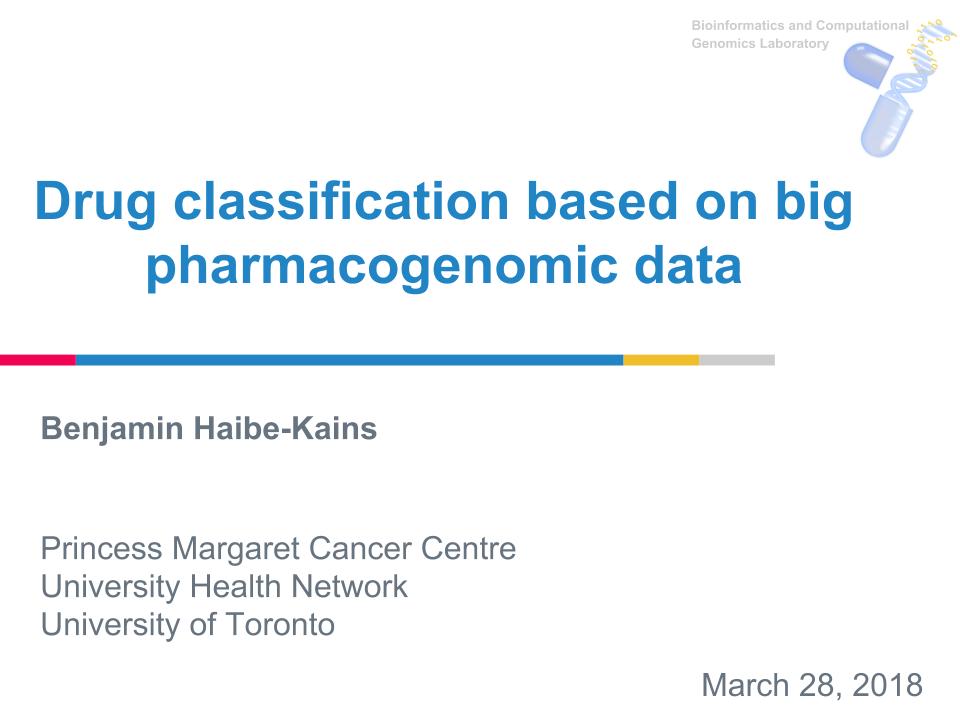 Bioinformatics and Computational
Genomics Laboratory
Drug classification based on big
pharmacogenomic data
Benjamin Haibe-Kains
Princess Margaret Cancer Centre
University Health Network
University of Toronto
March 28, 2018